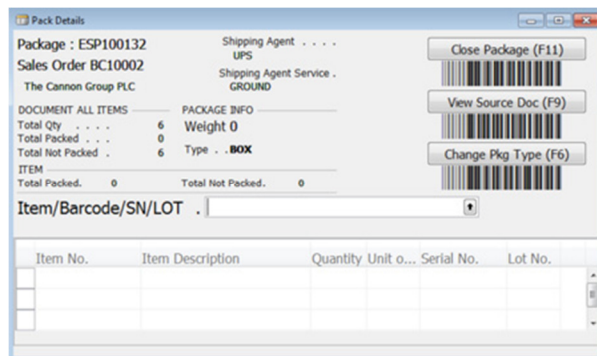 Pack Details
Package : ESP100132
Sales Order BC10002
The Cannon Group PLC
Shipping Agent . . . .
UPS
Shipping Agent Service .
GROUND
Close Package (F11)
View Source Doc (F9)
Change Pkg Type (F6)
DOCUMENT ALL ITEMS
Total Qty . . . . 6
Total Packed . . . 0
Total Not Packed . 6
PACKAGE INFO
Weight 0
Type . . BOX
ITEM
Total Packed. 0 Total Not Packed. 0
Item/Barcode/SN/LOT .
Item No. Item Description Quantity Unit o... Serial No. Lot No.